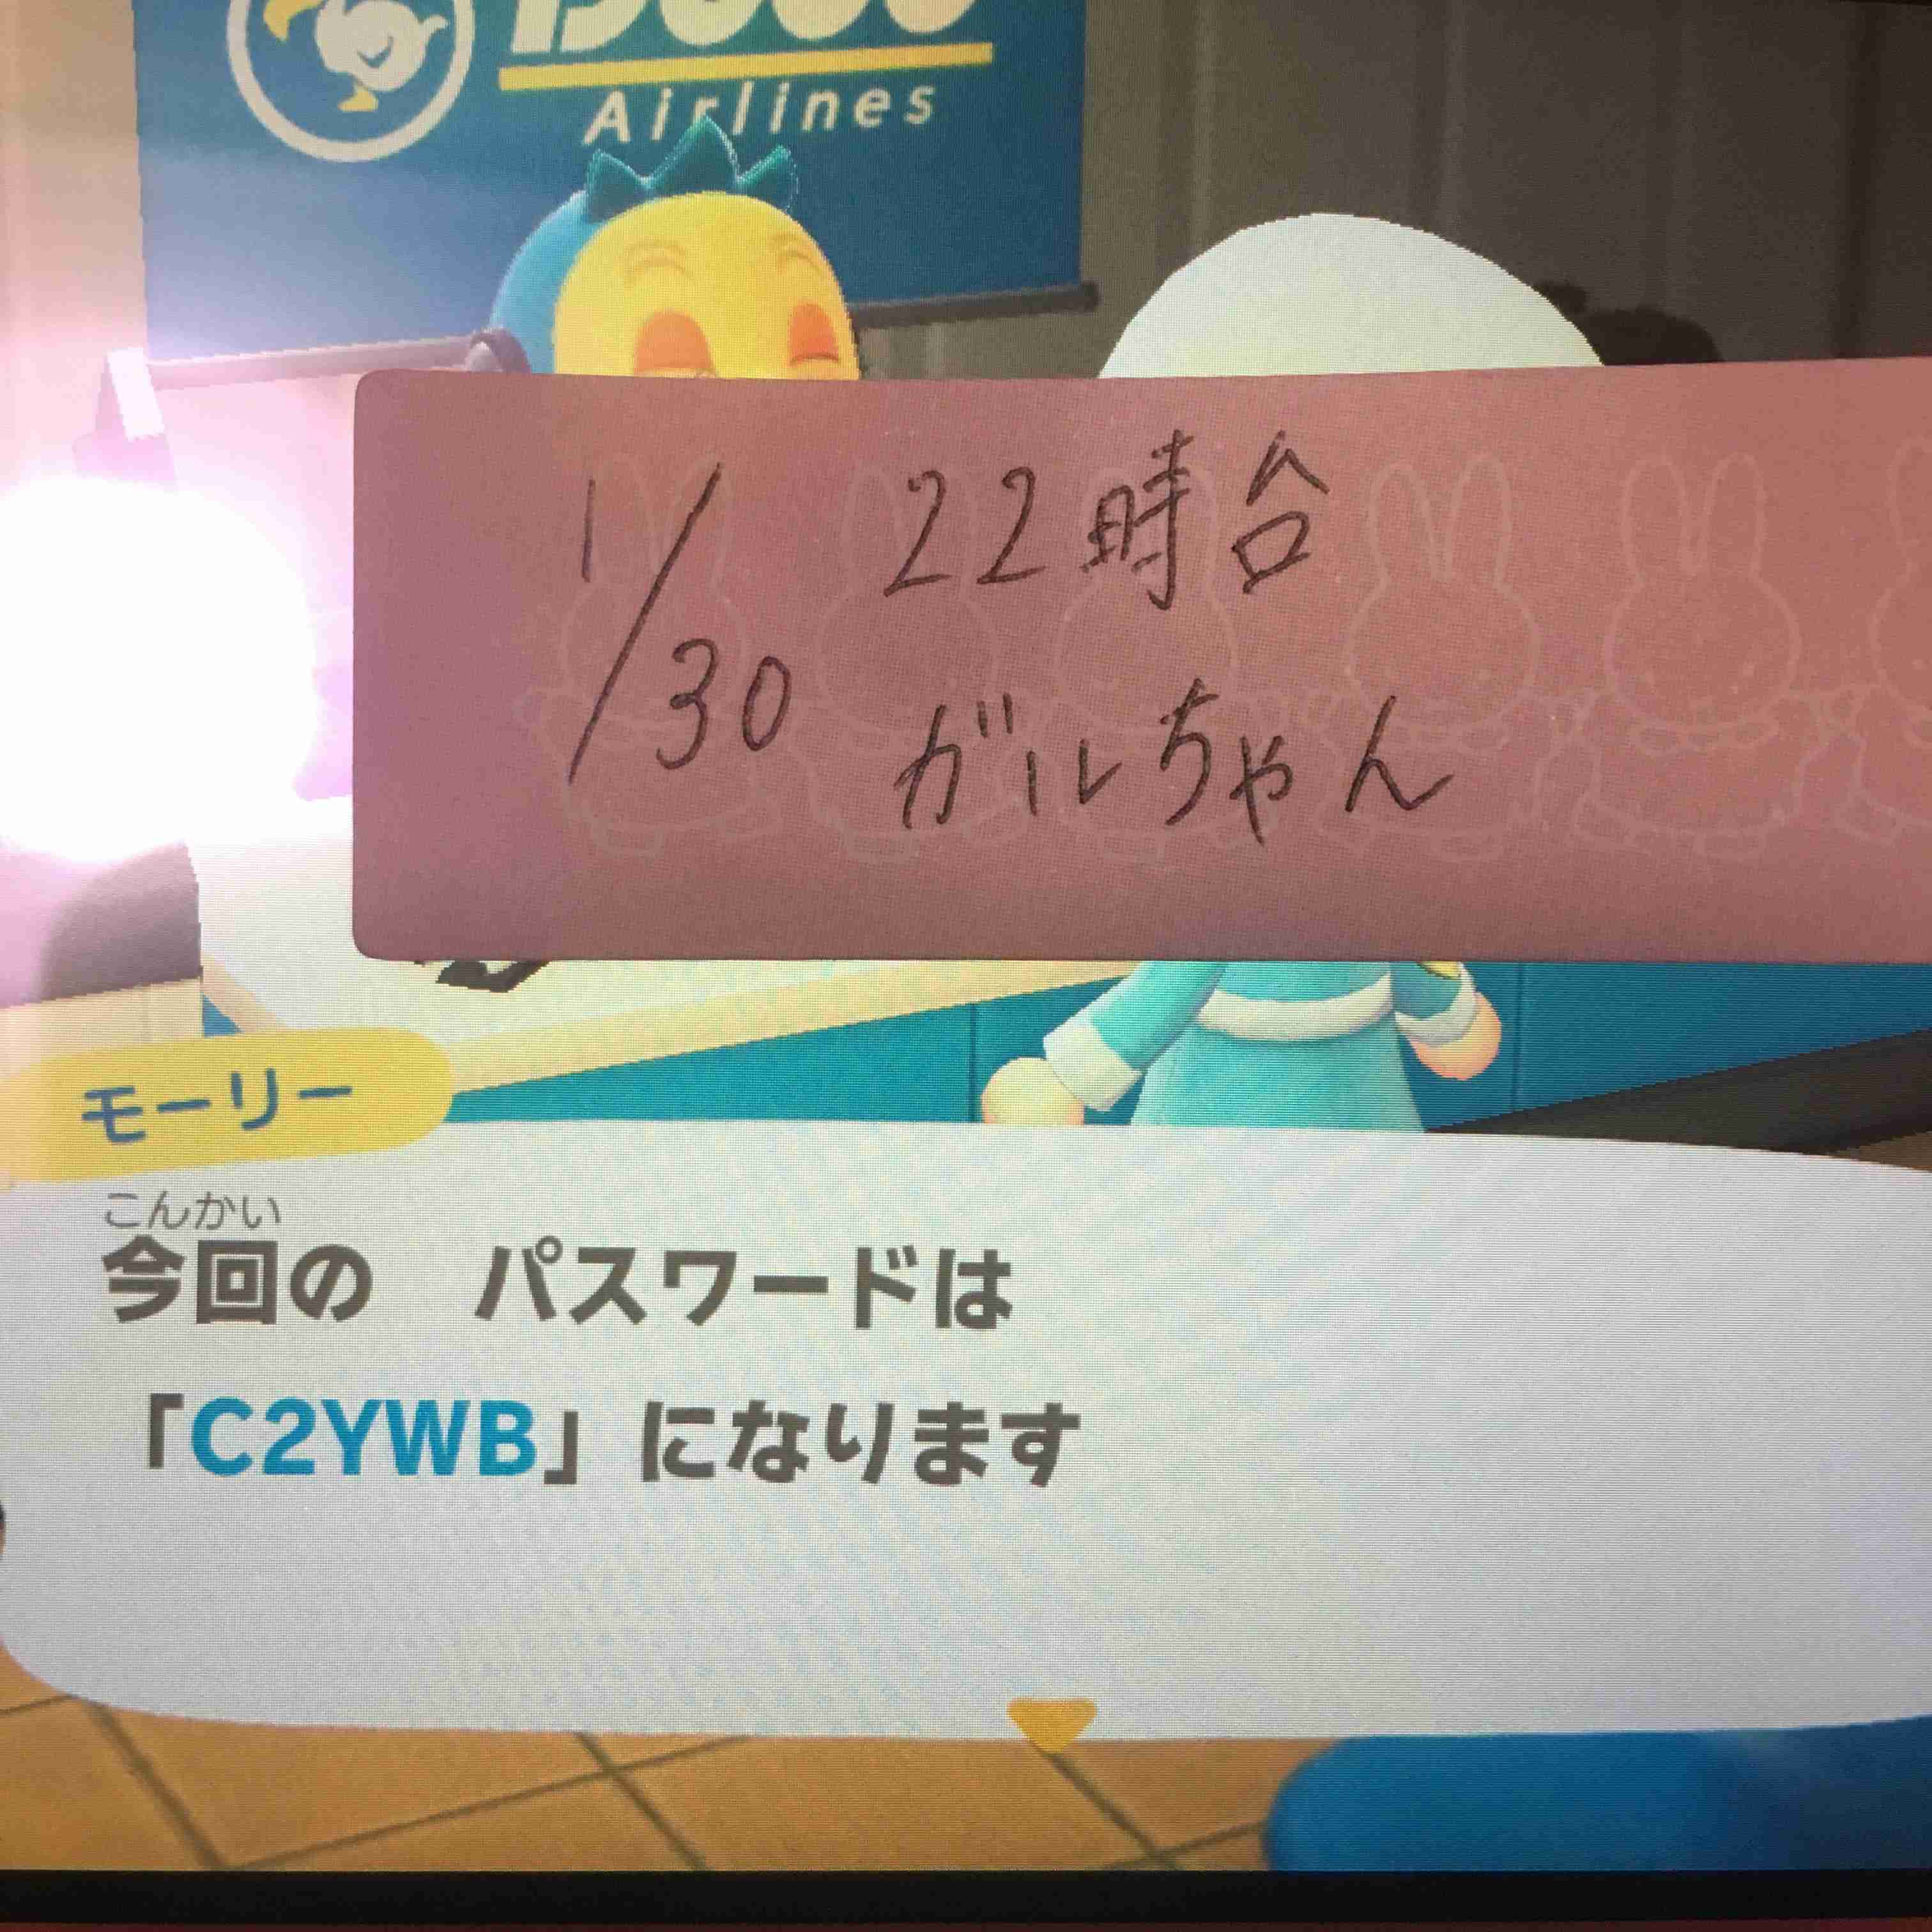 Airlines
1/30 22時台
ガルちゃん
モーリー
こんかい
今回の パスワードは
「C2YWB」になります